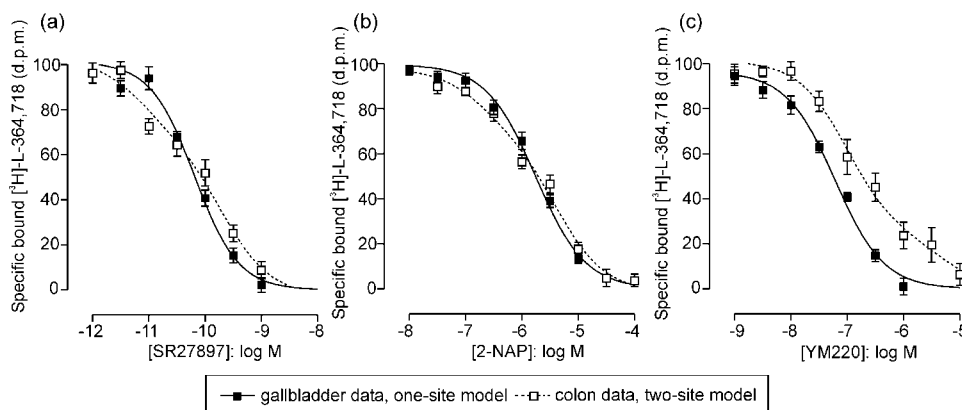 (a)
Specific bound [³H]-L-364,718 (d.p.m.)
100
80
60
40
20
0
-12 -11 -10 -9 -8
[SR27897]: log M
(b)
Specific bound [³H]-L-364,718 (d.p.m.)
100
80
60
40
20
0
-8 -7 -6 -5 -4
[2-NAP]: log M
(c)
Specific bound [³H]-L-364,718 (d.p.m.)
100
80
60
40
20
0
-9 -8 -7 -6 -5
[YM220]: log M
gallbladder data, one-site model colon data, two-site model